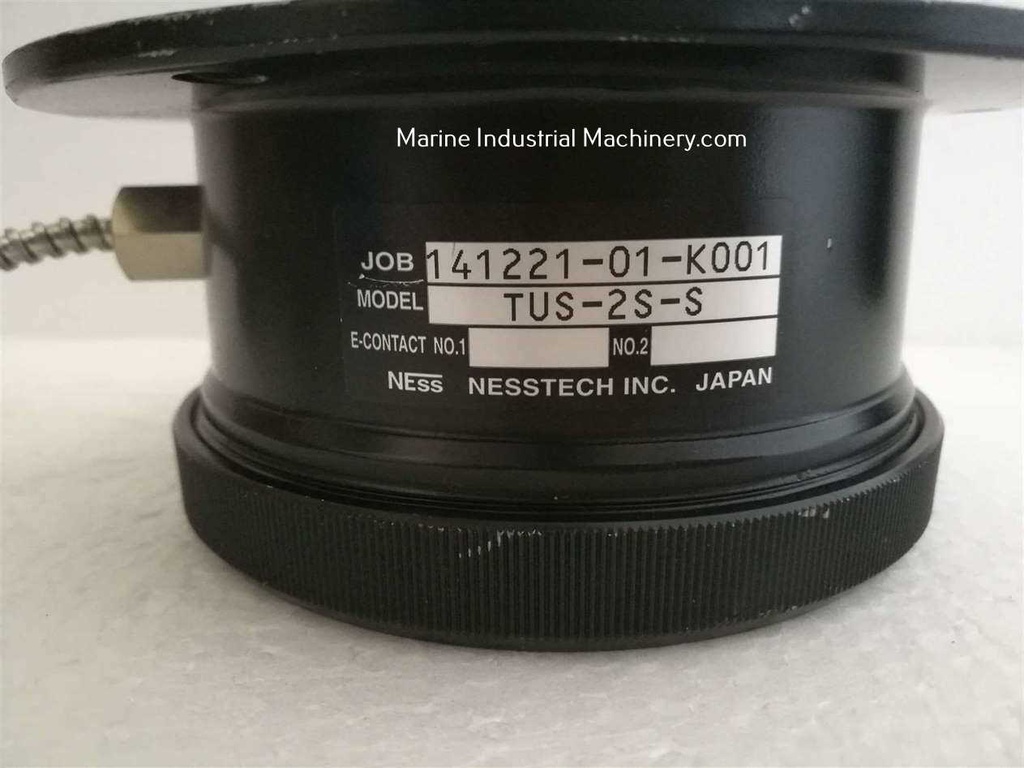 Marine Industrial Machinery.com
JOB 141221-01-K001
MODEL TUS-2S-S
E-CONTACT NO.1 NO.2
NESS NESSTECH INC. JAPAN